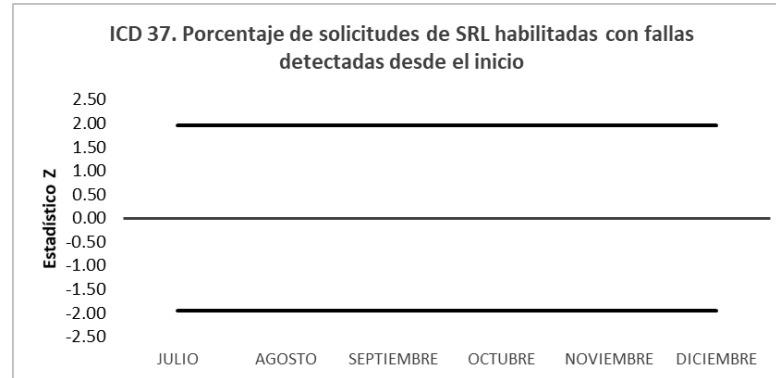 ICD 37. Porcentaje de solicitudes de SRL habilitadas con fallas
detectadas desde el inicio
Estadístico Z
2.50
2.00
1.50
1.00
0.50
0.00
-0.50
-1.00
-1.50
-2.00
-2.50
JULIO AGOSTO SEPTIEMBRE OCTUBRE NOVIEMBRE DICIEMBRE